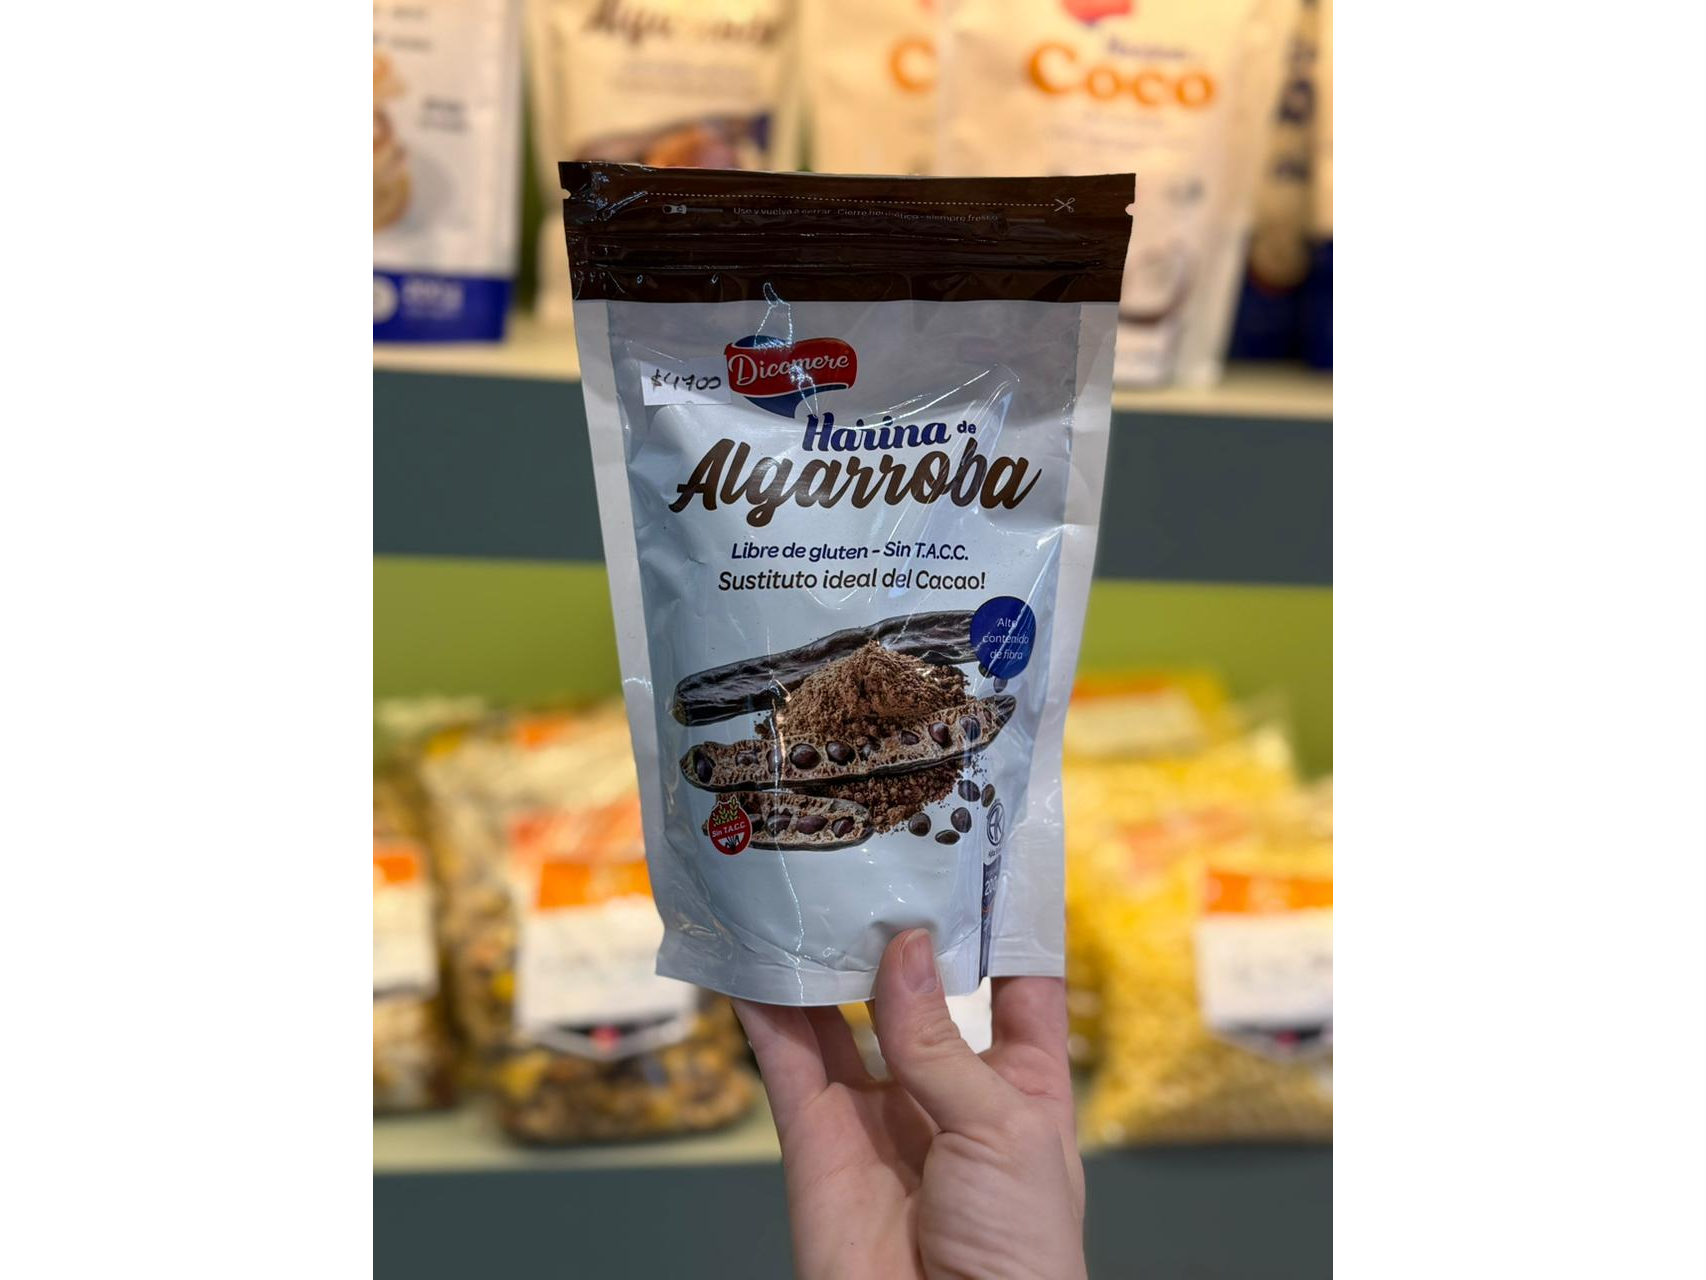 Coco
Use y vuelva a cerrar - Cierre hermético - siempre fresco
Dicomere
$4700
Harina de
Algarroba
Libre de gluten - Sin T.A.C.C.
Sustituto ideal del Cacao!
Alto
contenido
de fibra
Sin T.A.C.C.